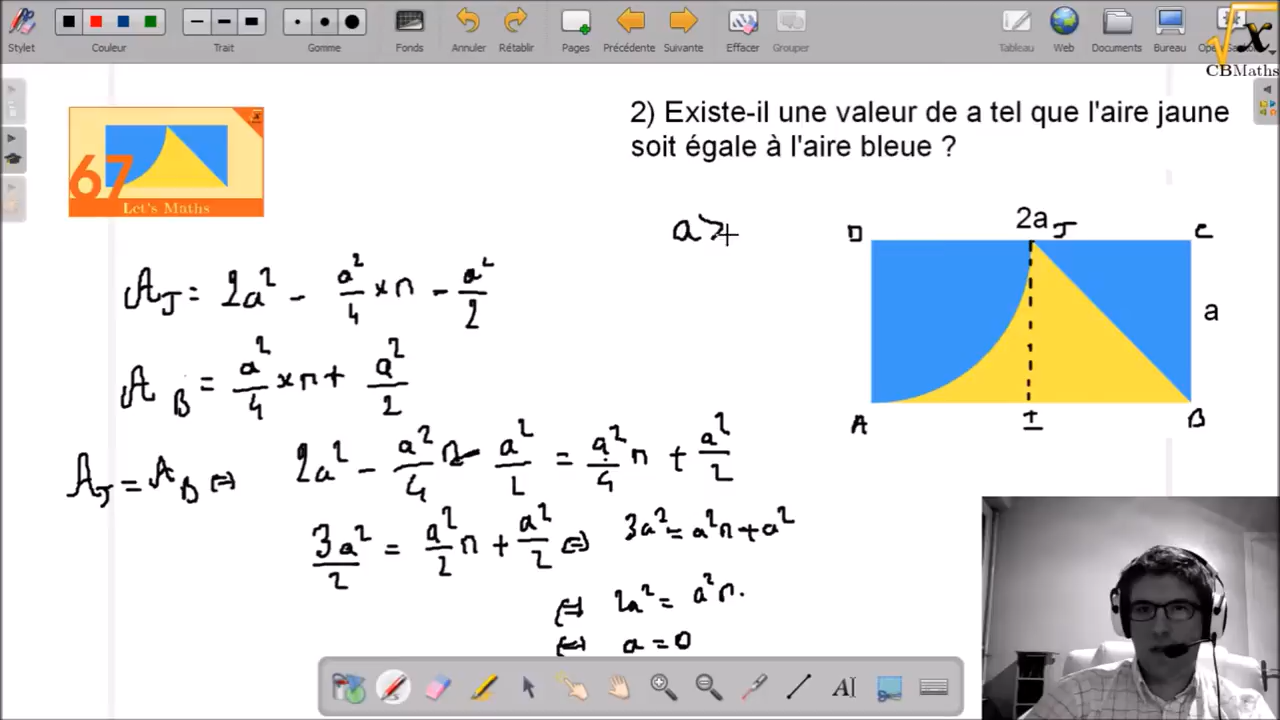 Stylet Couleur Trait Gomme Fonds Annuler Rétablir Pages Précédente Suivante Effacer Grouper Tableau Web Documents Bureau
√x
CBMaths
2) Existe-il une valeur de a tel que l'aire jaune
soit égale à l'aire bleue ?
67
Let's Maths
a >
2a
D J C
a
A I B
A_J = 2a² - a²/4 × π - a²/2
A_B = a²/4 × π + a²/2
A_J = A_B ⇔ 2a² - a²/4 π - a²/2 = a²/4 π + a²/2
3a²/2 = a²/2 π + a²/2 ⇔ 3a² = a²π + a²
⇔ 2a² = a²π.
⇔ a = 0
AI